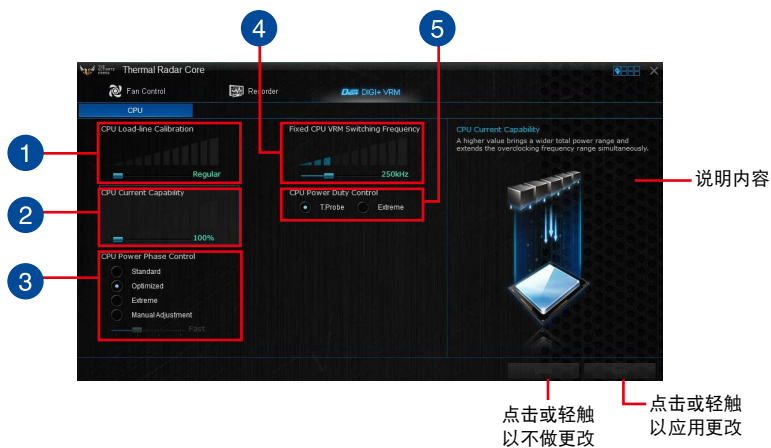 4
5
THE ULTIMATE FORCE
Thermal Radar Core
Fan Control
Recorder
DIGI+ VRM
CPU
1
CPU Load-line Calibration
Regular
Fixed CPU VRM Switching Frequency
250kHz
CPU Current Capability
A higher value brings a wider total power range and
extends the overclocking frequency range simultaneously.
说明内容
2
CPU Current Capability
100%
CPU Power Duty Control
T.Probe
Extreme
3
CPU Power Phase Control
Standard
Optimized
Extreme
Manual Adjustment
Fast
点击或轻触
以不做更改
点击或轻触
以应用更改